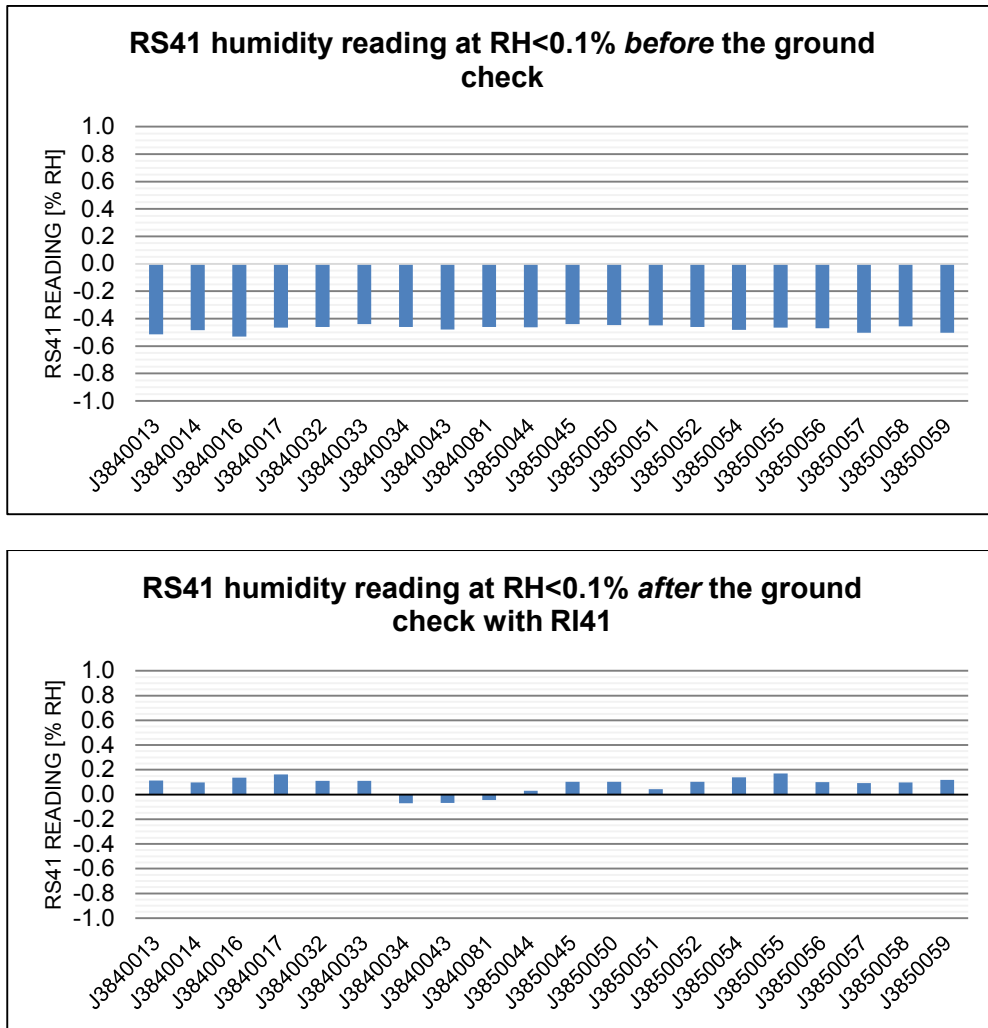 RS41 humidity reading at RH<0.1% before the ground
check
RS41 READING [% RH]
1.0
0.8
0.6
0.4
0.2
0.0
-0.2
-0.4
-0.6
-0.8
-1.0
J3840013
J3840014
J3840016
J3840017
J3840032
J3840033
J3840034
J3840043
J3840081
J3850044
J3850045
J3850050
J3850051
J3850052
J3850054
J3850055
J3850056
J3850057
J3850058
J3850059
RS41 humidity reading at RH<0.1% after the ground
check with RI41
RS41 READING [% RH]
1.0
0.8
0.6
0.4
0.2
0.0
-0.2
-0.4
-0.6
-0.8
-1.0
J3840013
J3840014
J3840016
J3840017
J3840032
J3840033
J3840034
J3840043
J3840081
J3850044
J3850045
J3850050
J3850051
J3850052
J3850054
J3850055
J3850056
J3850057
J3850058
J3850059